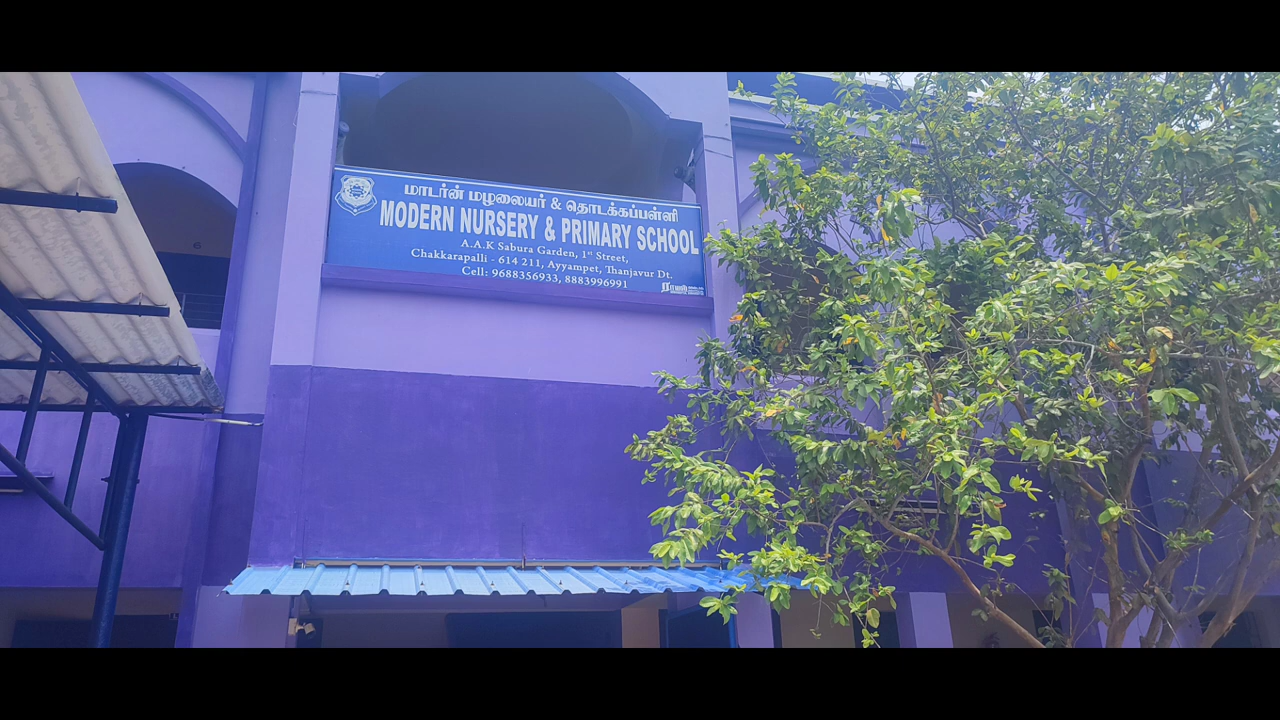 மாடர்ன் மழலையர் & தொடக்கப்பள்ளி
MODERN NURSERY & PRIMARY SCHOOL
A.A.K Sabura Garden, 1st Street,
Chakkarapalli - 614 211, Ayyampet, Thanjavur Dt.
Cell: 9688356933, 8883996991
ராயல்